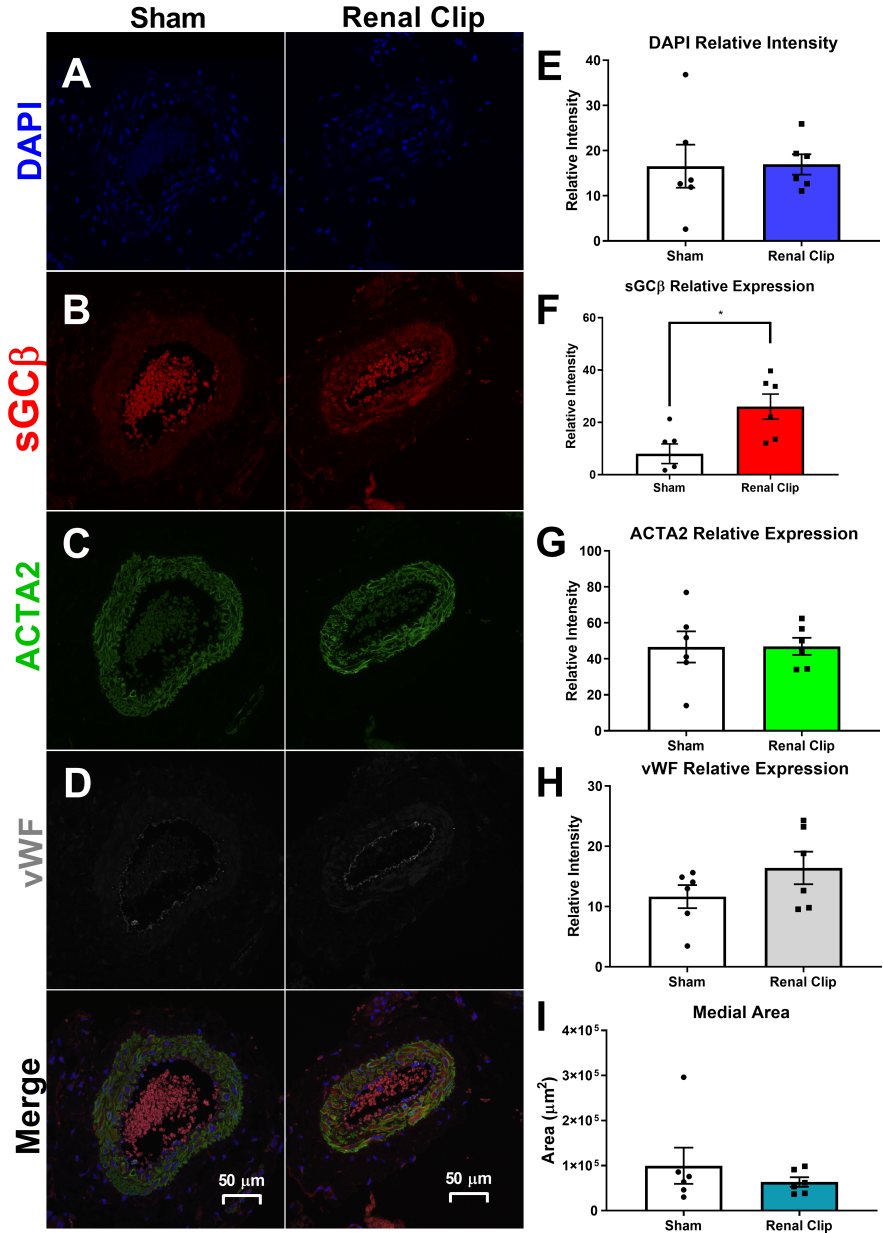 Sham
Renal Clip
A
DAPI
B
sGCβ
C
ACTA2
D
vWF
Merge
50 μm
50 μm
E
DAPI Relative Intensity
Relative Intensity
40
30
20
10
0
Sham
Renal Clip
F
sGCβ Relative Expression
*
Relative Intensity
60
40
20
0
Sham
Renal Clip
G
ACTA2 Relative Expression
Relative Intensity
100
80
60
40
20
0
Sham
Renal Clip
H
vWF Relative Expression
Relative Intensity
30
20
10
0
Sham
Renal Clip
I
Medial Area
Area (μm²)
4×10⁵
3×10⁵
2×10⁵
1×10⁵
0
Sham
Renal Clip